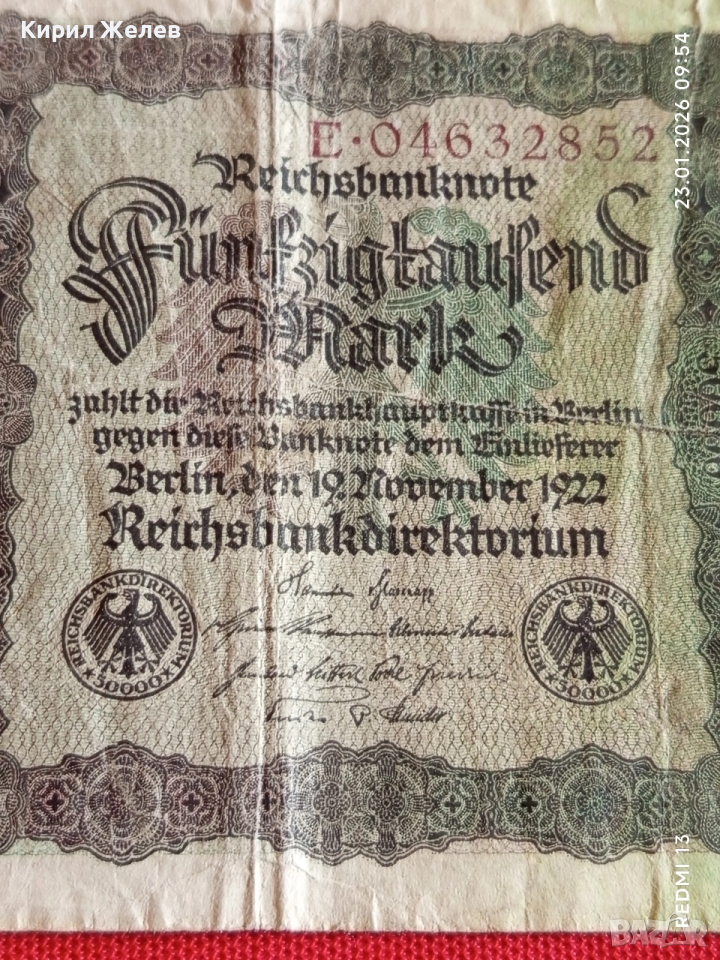 Кирил Желев
23.01.2026 09:54
E·04632852
Reichsbanknote
Fünfzigtausend
Mark
zahlt die Reichsbankhauptkasse in Berlin
gegen diese Banknote dem Einlieferer
Berlin, den 19. November 1922
Reichsbankdirektorium
REICHSBANKDIREKTORIUM
50000
REICHSBANKDIREKTORIUM
50000
REDMI 13
BAZAR